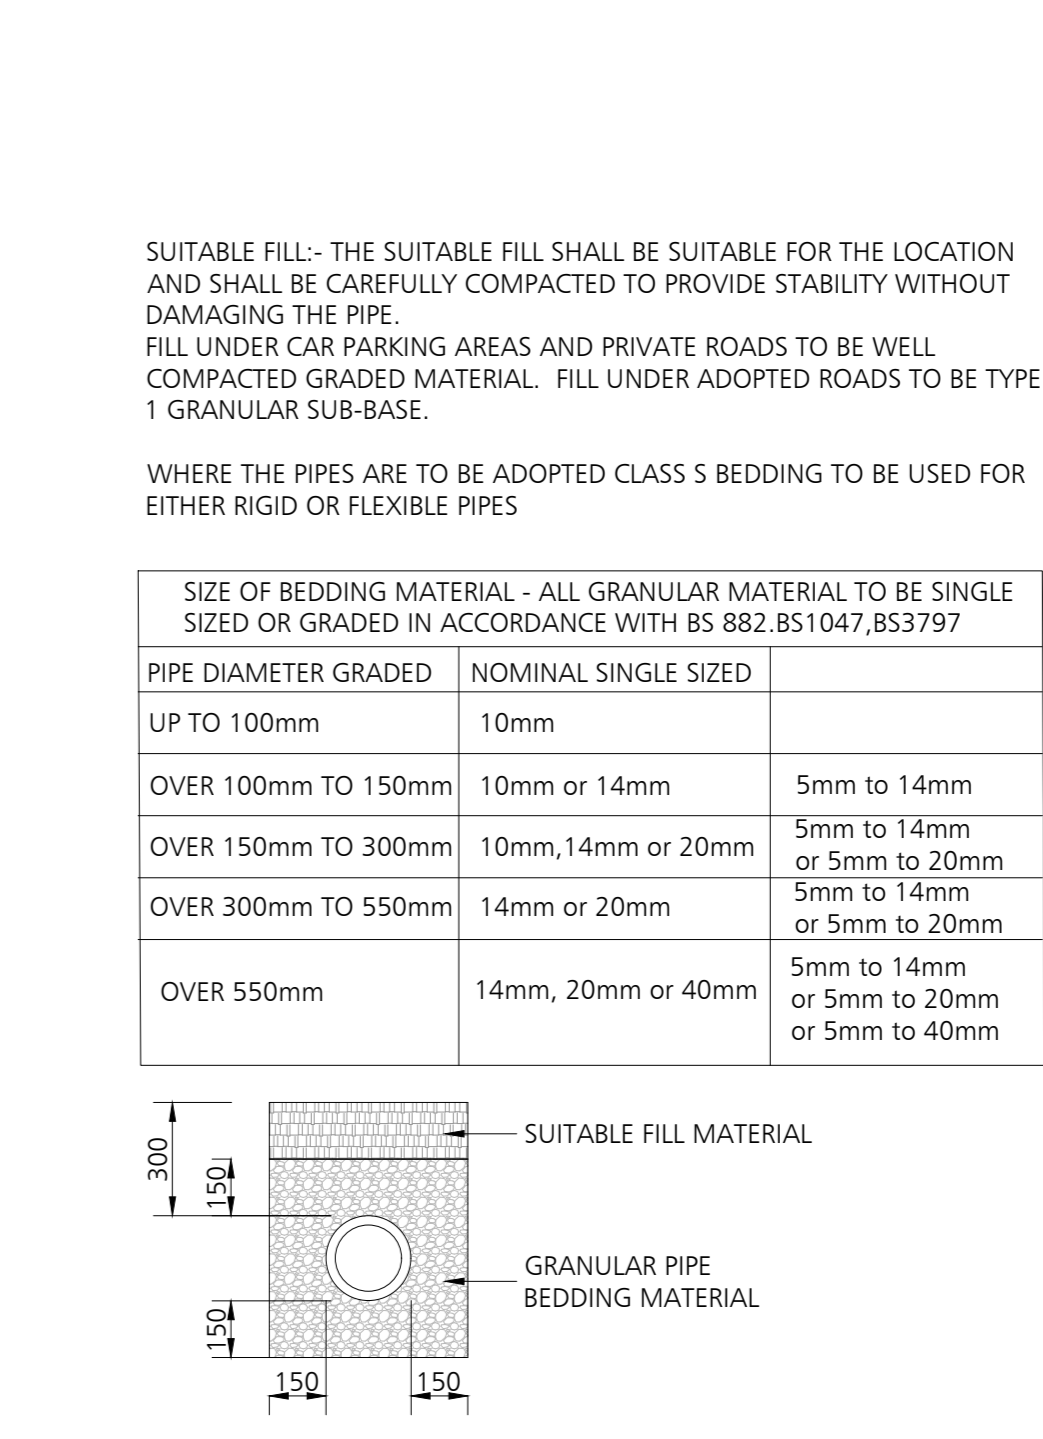 SUITABLE FILL:- THE SUITABLE FILL SHALL BE SUITABLE FOR THE LOCATION
AND SHALL BE CAREFULLY COMPACTED TO PROVIDE STABILITY WITHOUT
DAMAGING THE PIPE.
FILL UNDER CAR PARKING AREAS AND PRIVATE ROADS TO BE WELL
COMPACTED GRADED MATERIAL. FILL UNDER ADOPTED ROADS TO BE TYPE
1 GRANULAR SUB-BASE.
WHERE THE PIPES ARE TO BE ADOPTED CLASS S BEDDING TO BE USED FOR
EITHER RIGID OR FLEXIBLE PIPES
SIZE OF BEDDING MATERIAL - ALL GRANULAR MATERIAL TO BE SINGLE
SIZED OR GRADED IN ACCORDANCE WITH BS 882.BS1047,BS3797
PIPE DIAMETER GRADED NOMINAL SINGLE SIZED
UP TO 100mm 10mm
OVER 100mm TO 150mm 10mm or 14mm 5mm to 14mm
OVER 150mm TO 300mm 10mm,14mm or 20mm 5mm to 14mm
or 5mm to 20mm
OVER 300mm TO 550mm 14mm or 20mm 5mm to 14mm
or 5mm to 20mm
OVER 550mm 14mm, 20mm or 40mm 5mm to 14mm
or 5mm to 20mm
or 5mm to 40mm
300
150
SUITABLE FILL MATERIAL
GRANULAR PIPE
BEDDING MATERIAL
150
150 150